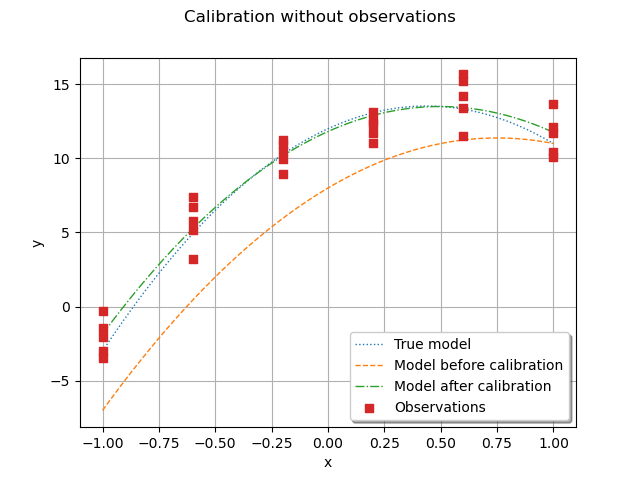 Calibration without observations
15
10
5
0
−5
y
−1.00 −0.75 −0.50 −0.25 0.00 0.25 0.50 0.75 1.00
x
True model
Model before calibration
Model after calibration
Observations